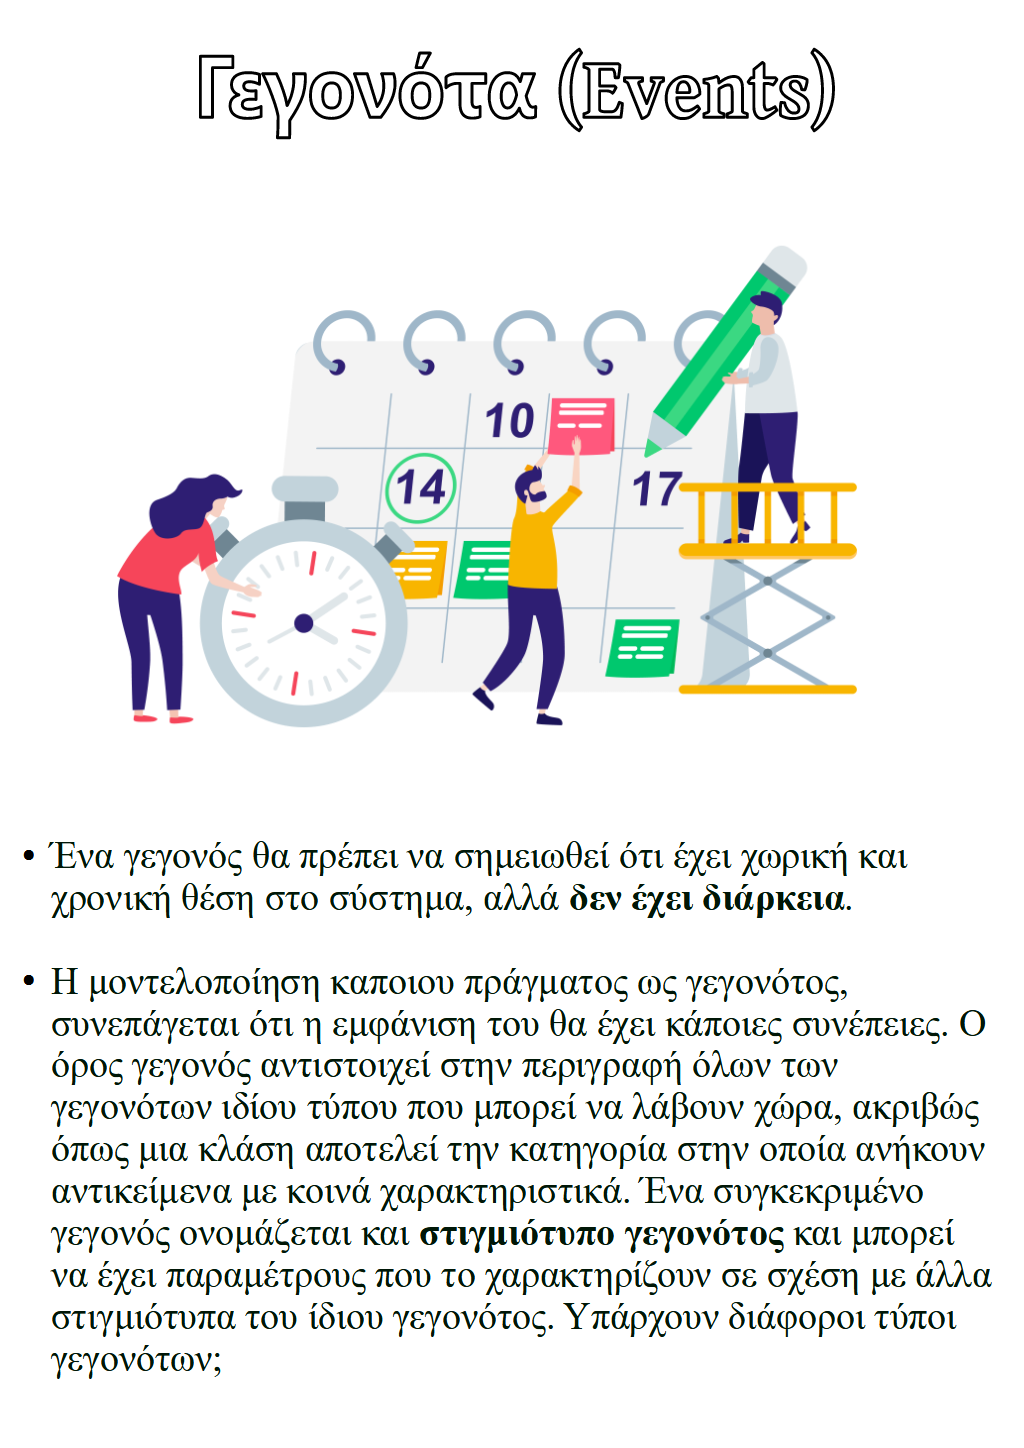 Γεγονότα (Events)
10
14
17
• Ένα γεγονός θα πρέπει να σημειωθεί ότι έχει χωρική και
χρονική θέση στο σύστημα, αλλά δεν έχει διάρκεια.
• Η μοντελοποίηση καποιου πράγματος ως γεγονότος,
συνεπάγεται ότι η εμφάνιση του θα έχει κάποιες συνέπειες. Ο
όρος γεγονός αντιστοιχεί στην περιγραφή όλων των
γεγονότων ιδίου τύπου που μπορεί να λάβουν χώρα, ακριβώς
όπως μια κλάση αποτελεί την κατηγορία στην οποία ανήκουν
αντικείμενα με κοινά χαρακτηριστικά. Ένα συγκεκριμένο
γεγονός ονομάζεται και στιγμιότυπο γεγονότος και μπορεί
να έχει παραμέτρους που το χαρακτηρίζουν σε σχέση με άλλα
στιγμιότυπα του ίδιου γεγονότος. Υπάρχουν διάφοροι τύποι
γεγονότων;